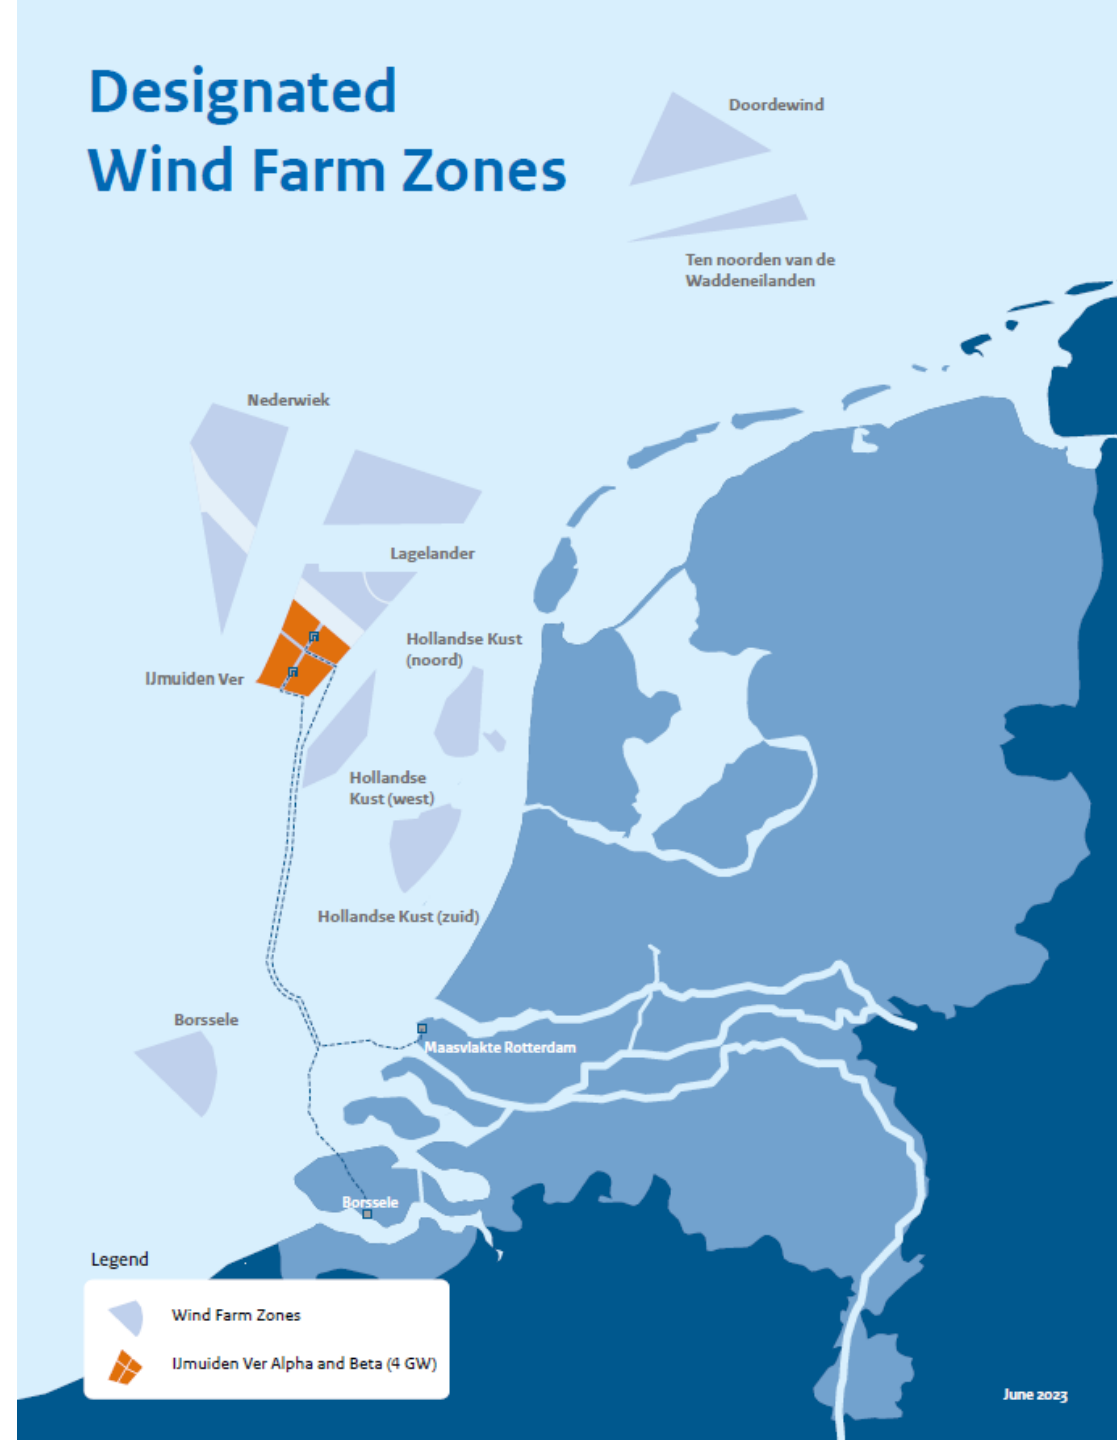 Designated
Wind Farm Zones
Doordewind
Ten noorden van de
Waddeneilanden
Nederwiek
Lagelander
Hollandse Kust
(noord)
IJmuiden Ver
Hollandse
Kust (west)
Hollandse Kust (zuid)
Borssele
Maasvlakte Rotterdam
Borssele
Legend
Wind Farm Zones
IJmuiden Ver Alpha and Beta (4 GW)
June 2023